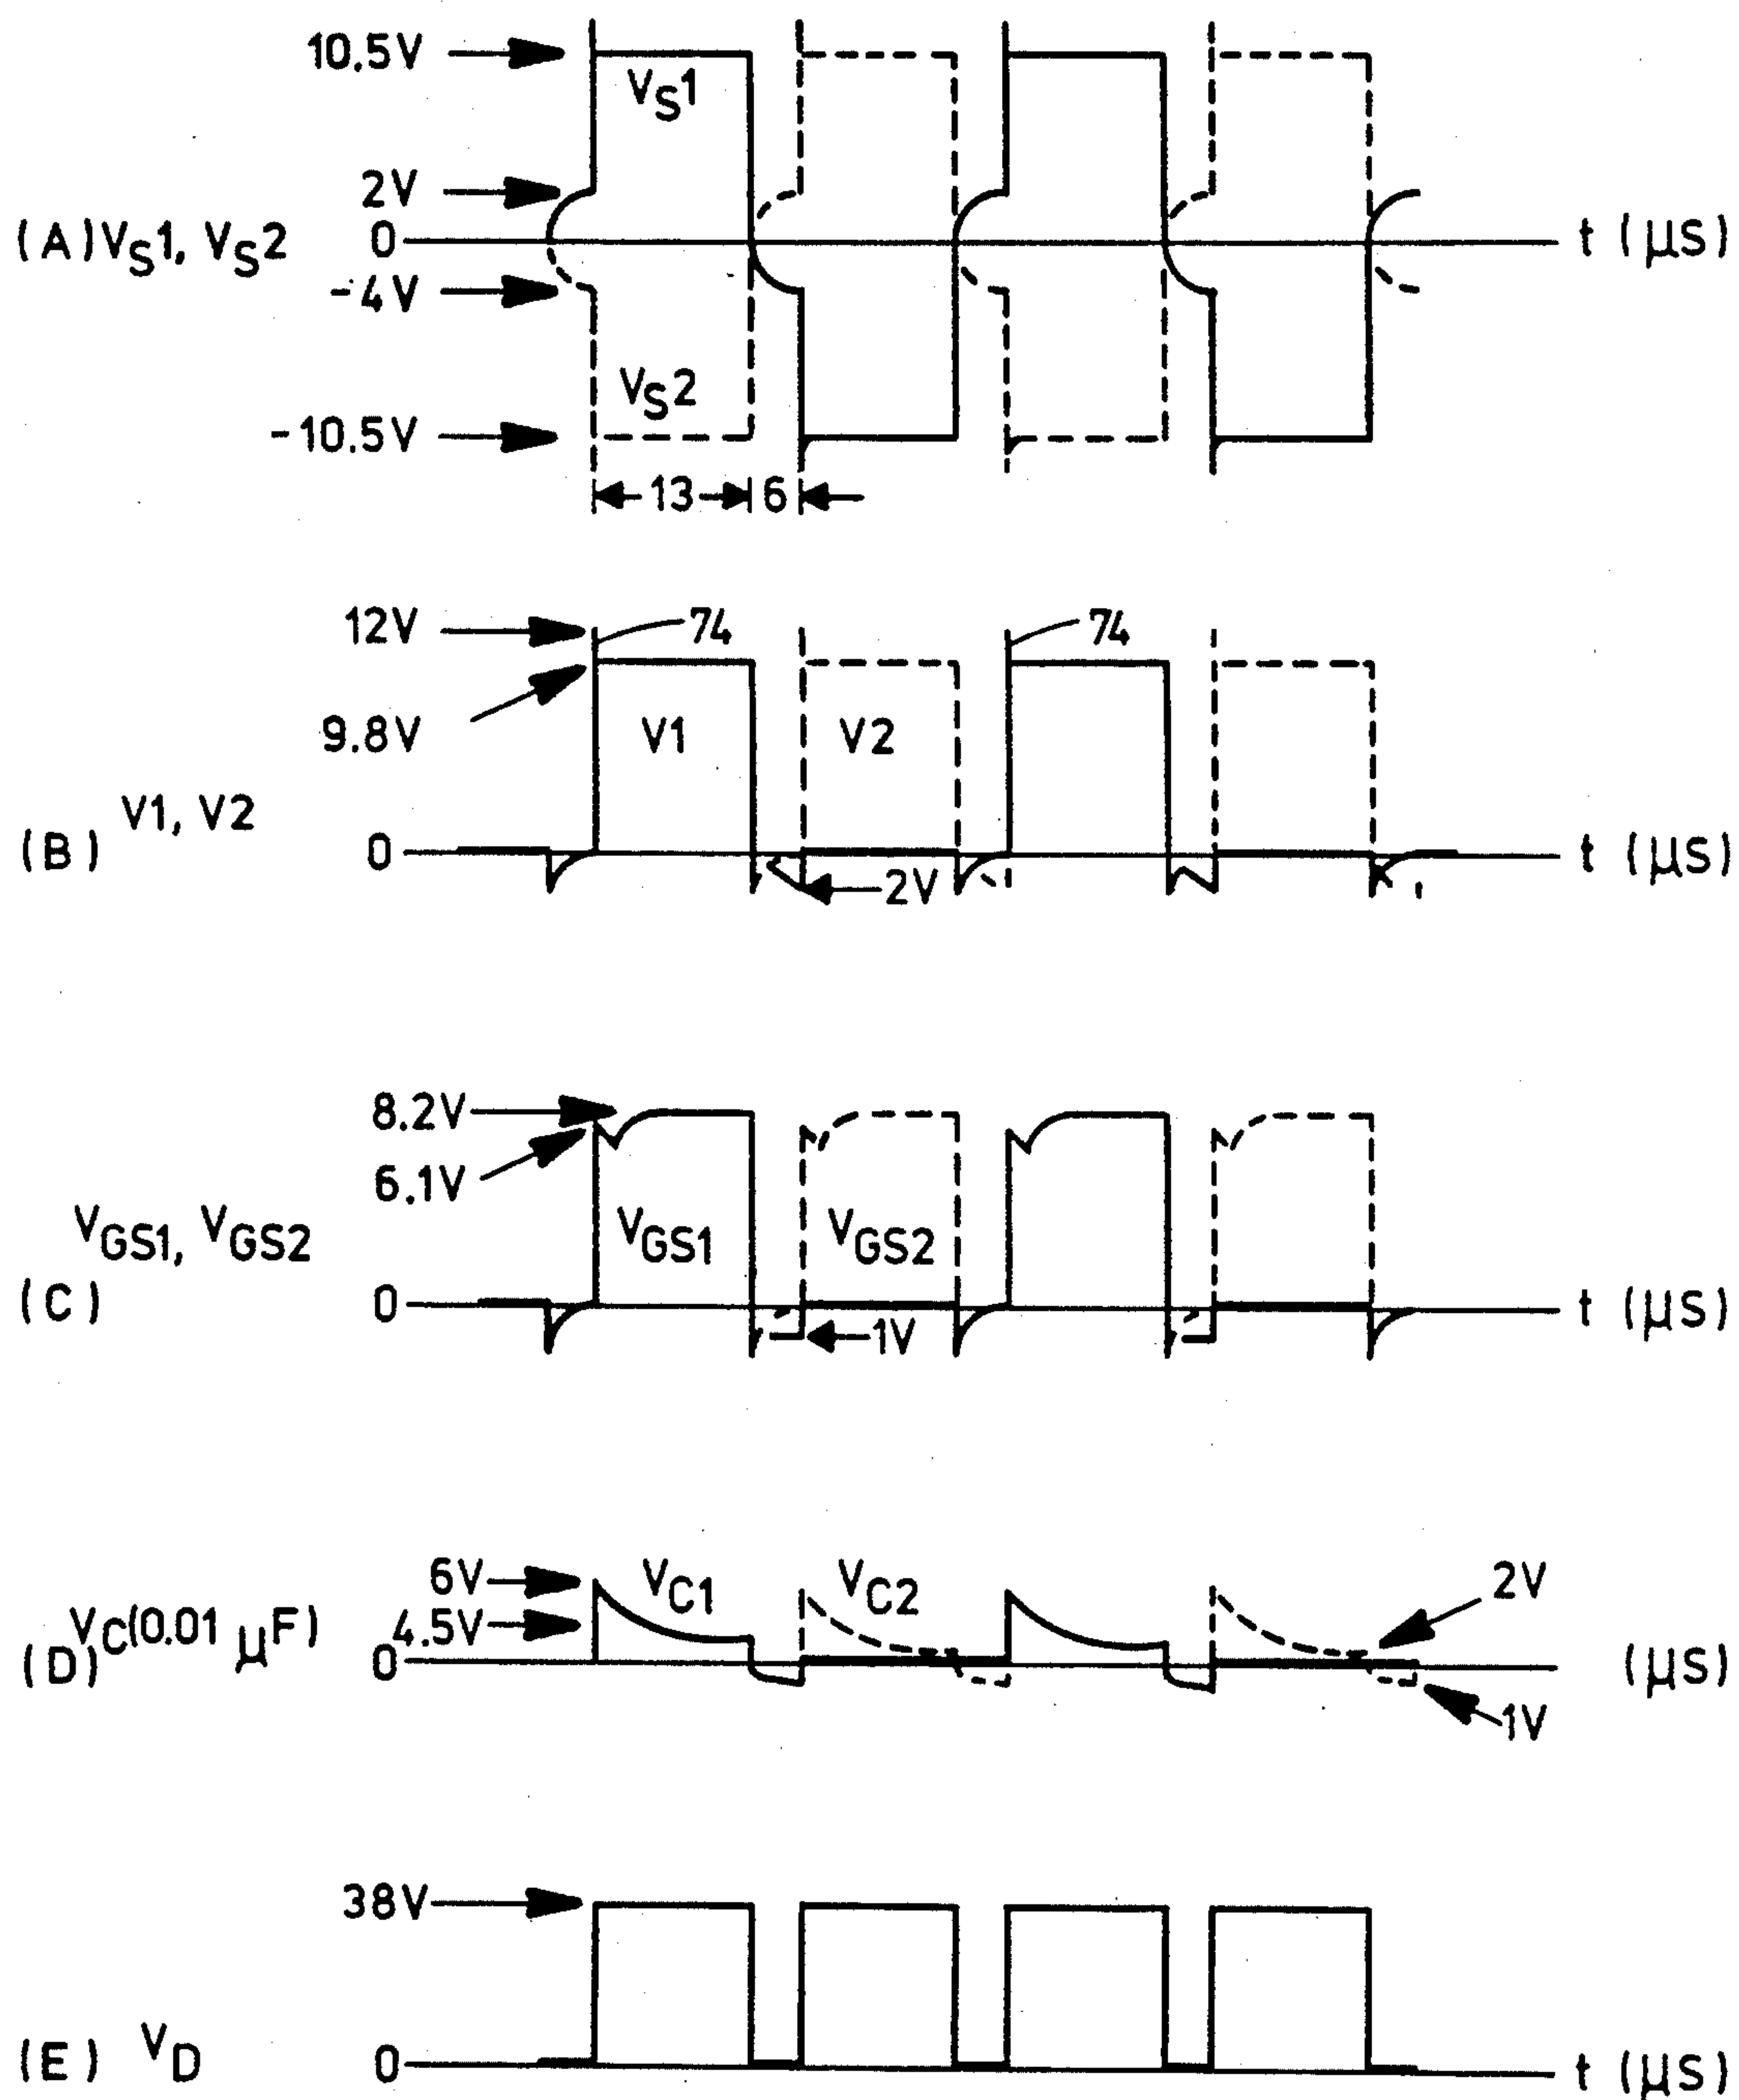 10.5V
VS1
2V
(A) VS1, VS2 0 t (μS)
-4V
VS2
-10.5V
13 6
12V 74 74
9.8V V1 V2
V1, V2
(B) 0 t (μS)
2V
8.2V
6.1V
VGS1, VGS2 VGS1 VGS2
(C) 0 t (μS)
1V
6V VC1 VC2 2V
VC(0.01 μF) 4.5V
(D) 0 (μS)
1V
38V
(E) VD 0 t (μS)